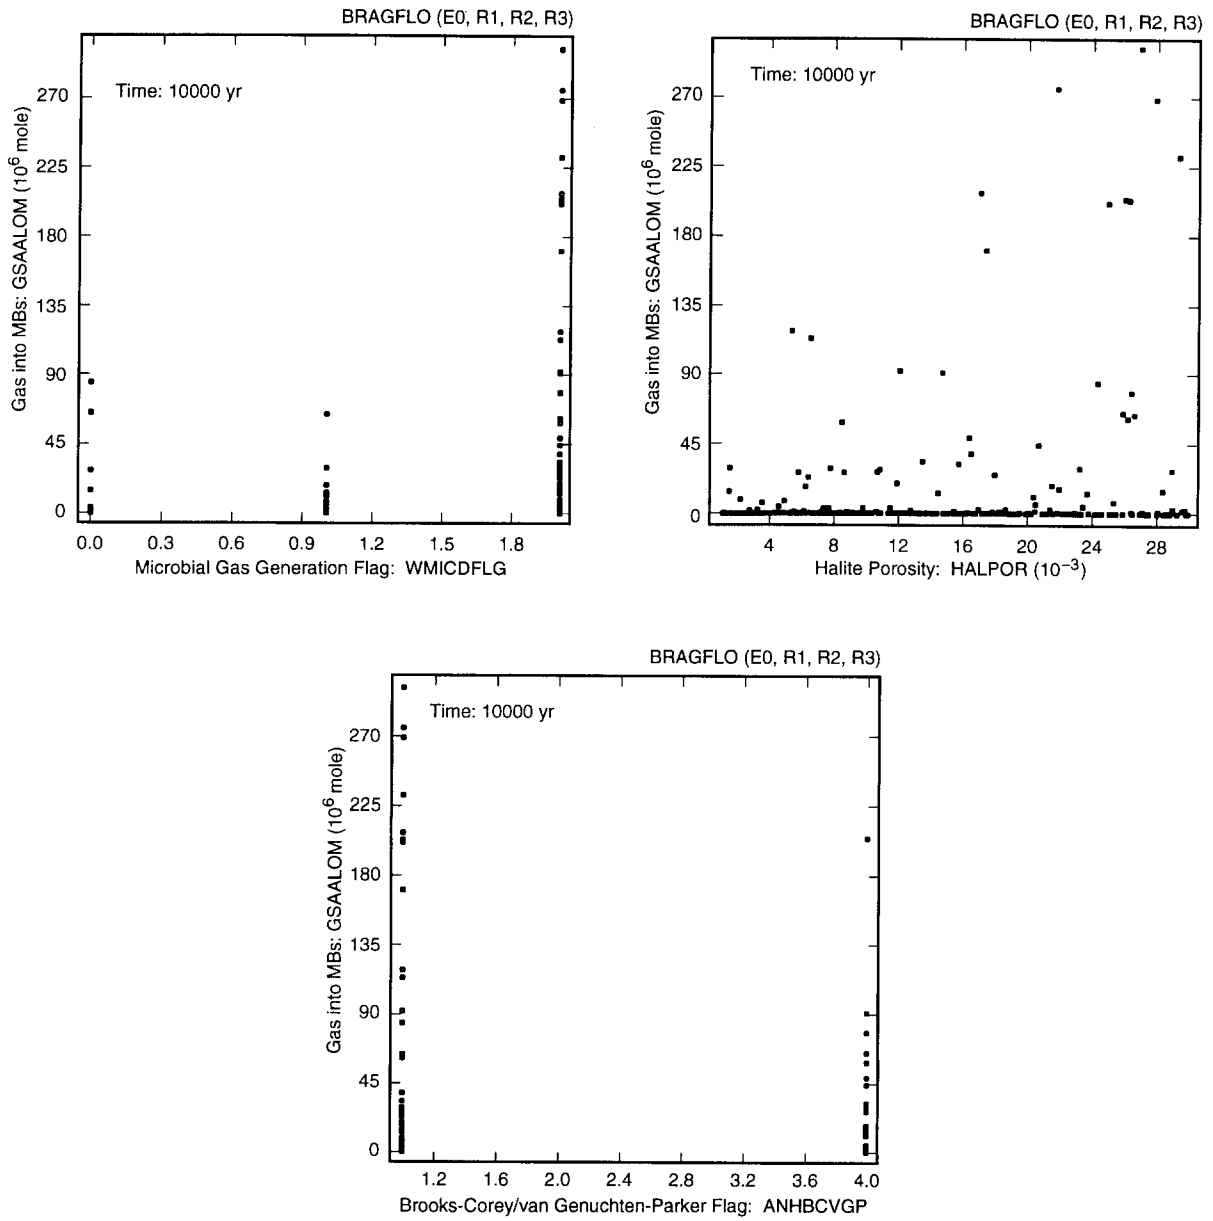 BRAGFLO (E0, R1, R2, R3)
Time: 10000 yr
Gas into MBs: GSAALOM (10⁶ mole)
270
225
180
135
90
45
0
0.0 0.3 0.6 0.9 1.2 1.5 1.8
Microbial Gas Generation Flag: WMICDFLG
BRAGFLO (E0, R1, R2, R3)
Time: 10000 yr
Gas into MBs: GSAALOM (10⁶ mole)
270
225
180
135
90
45
0
4 8 12 16 20 24 28
Halite Porosity: HALPOR (10⁻³)
BRAGFLO (E0, R1, R2, R3)
Time: 10000 yr
Gas into MBs: GSAALOM (10⁶ mole)
270
225
180
135
90
45
0
1.2 1.6 2.0 2.4 2.8 3.2 3.6 4.0
Brooks-Corey/van Genuchten-Parker Flag: ANHBCVGP